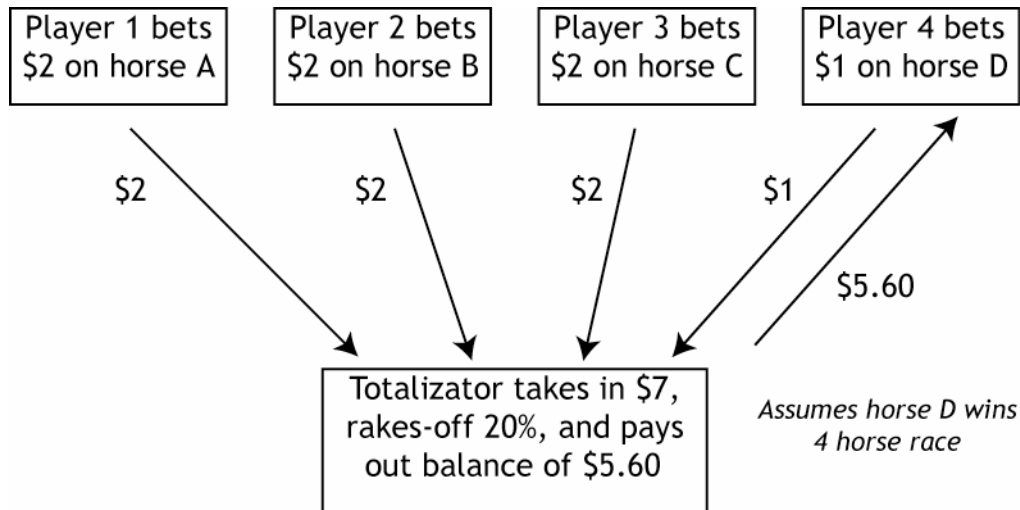 Player 1 bets
$2 on horse A
Player 2 bets
$2 on horse B
Player 3 bets
$2 on horse C
Player 4 bets
$1 on horse D
$2
$2
$2
$1
$5.60
Totalizator takes in $7,
rakes-off 20%, and pays
out balance of $5.60
Assumes horse D wins
4 horse race